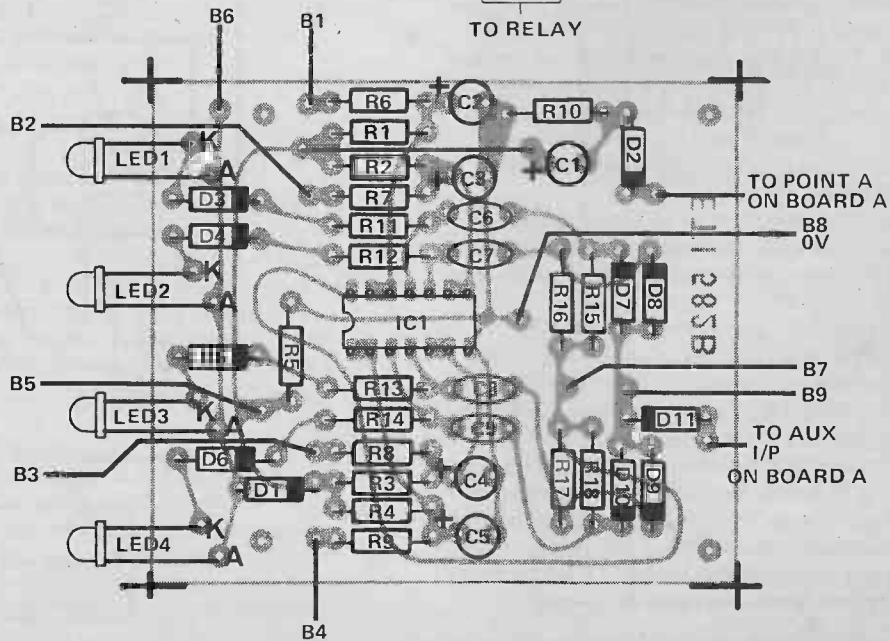 TO RELAY
B6
B1
R6
C2
R10
B2
R1
K
LED1
R2
C1
D2
A
C3
TO POINT A
ON BOARD A
D3
R7
C6
R11
B8
0V
D4
R12
C7
K
LED2
R16
R15
D7
D8
A
IC1
282B
R5
B7
B5
R13
B9
K
LED3
R14
D11
A
TO AUX
I/P
ON BOARD A
B3
D6
R8
D1
R3
C4
R17
R18
D10
D9
R4
K
LED4
R9
C5
A
B4